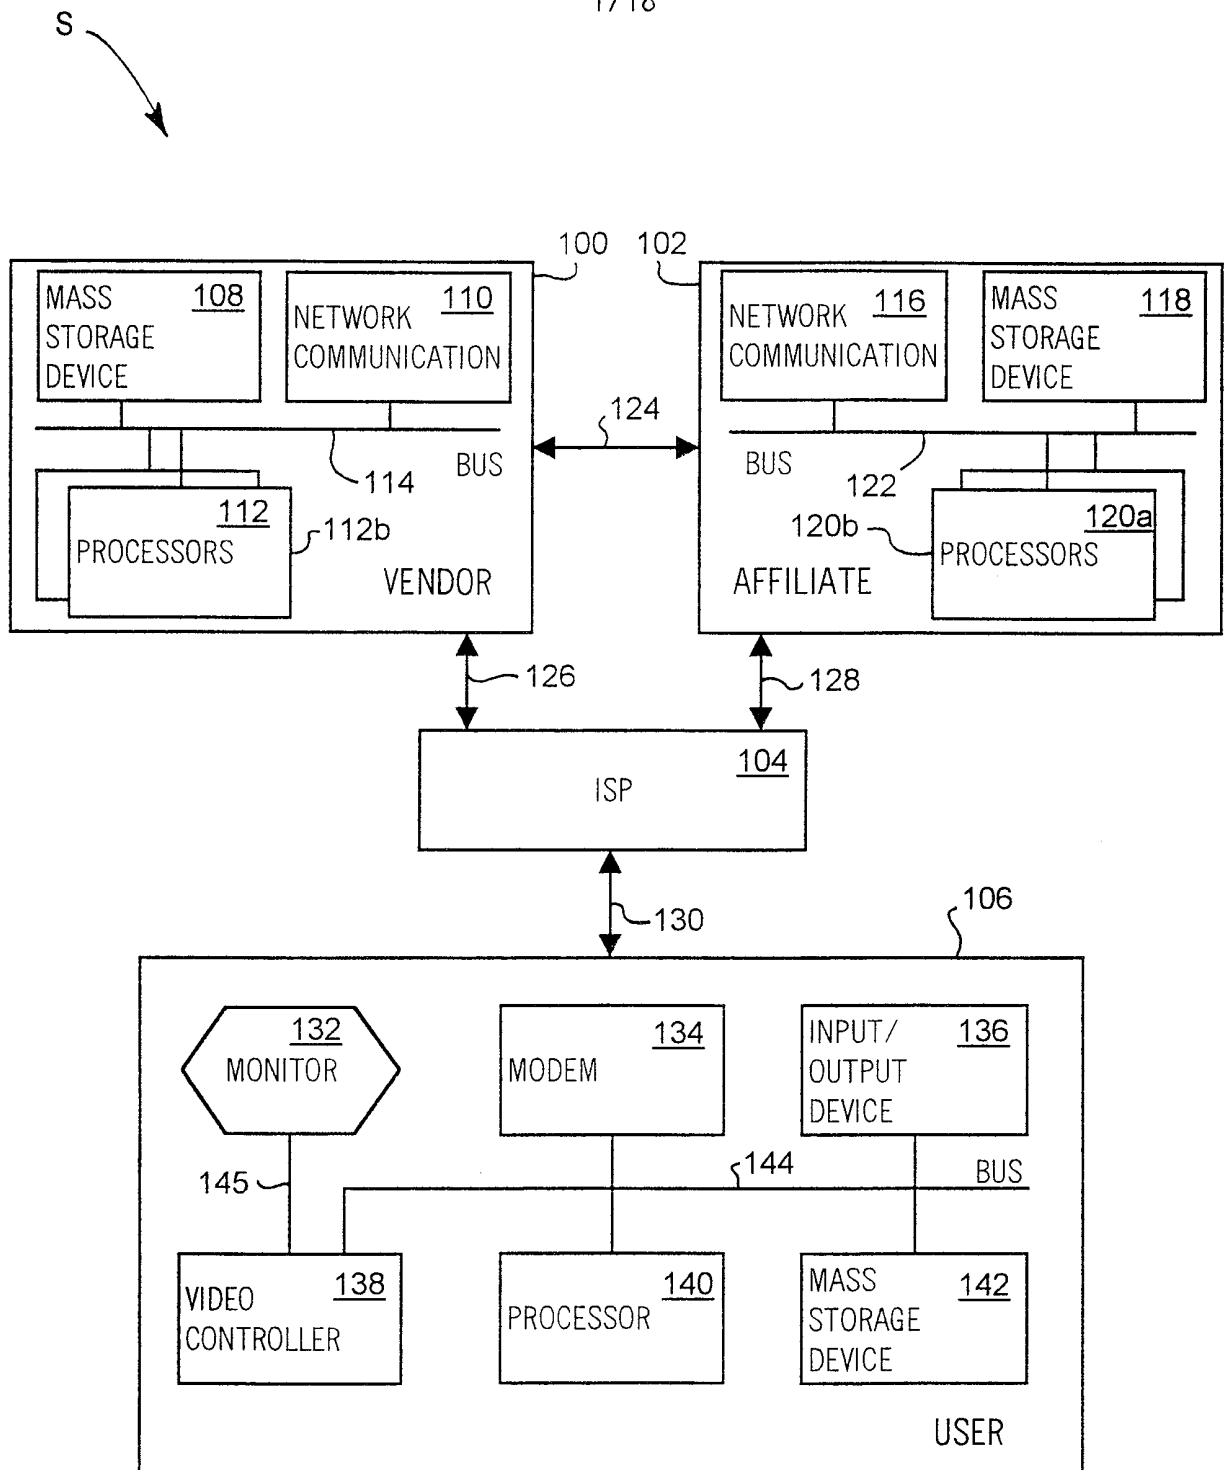 1/18
S
100
102
MASS
STORAGE
DEVICE
108
NETWORK
COMMUNICATION
110
NETWORK
COMMUNICATION
116
MASS
STORAGE
DEVICE
118
124
BUS
114
BUS
122
PROCESSORS
112
112b
120b
PROCESSORS
120a
VENDOR
AFFILIATE
126
128
ISP
104
130
106
MONITOR
132
MODEM
134
INPUT/
OUTPUT
DEVICE
136
145
144
BUS
VIDEO
CONTROLLER
138
PROCESSOR
140
MASS
STORAGE
DEVICE
142
USER